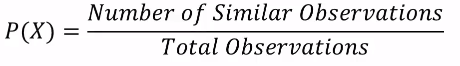 P(X) = Number of Similar Observations / Total Observations